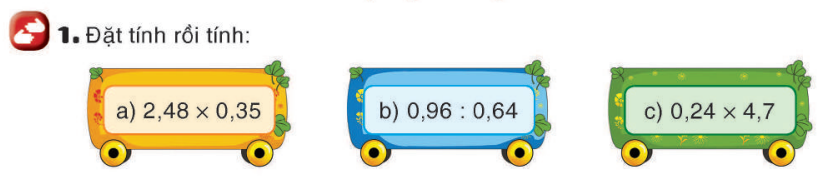 1. Đặt tính rồi tính:
a) 2,48 × 0,35
b) 0,96 : 0,64
c) 0,24 × 4,7